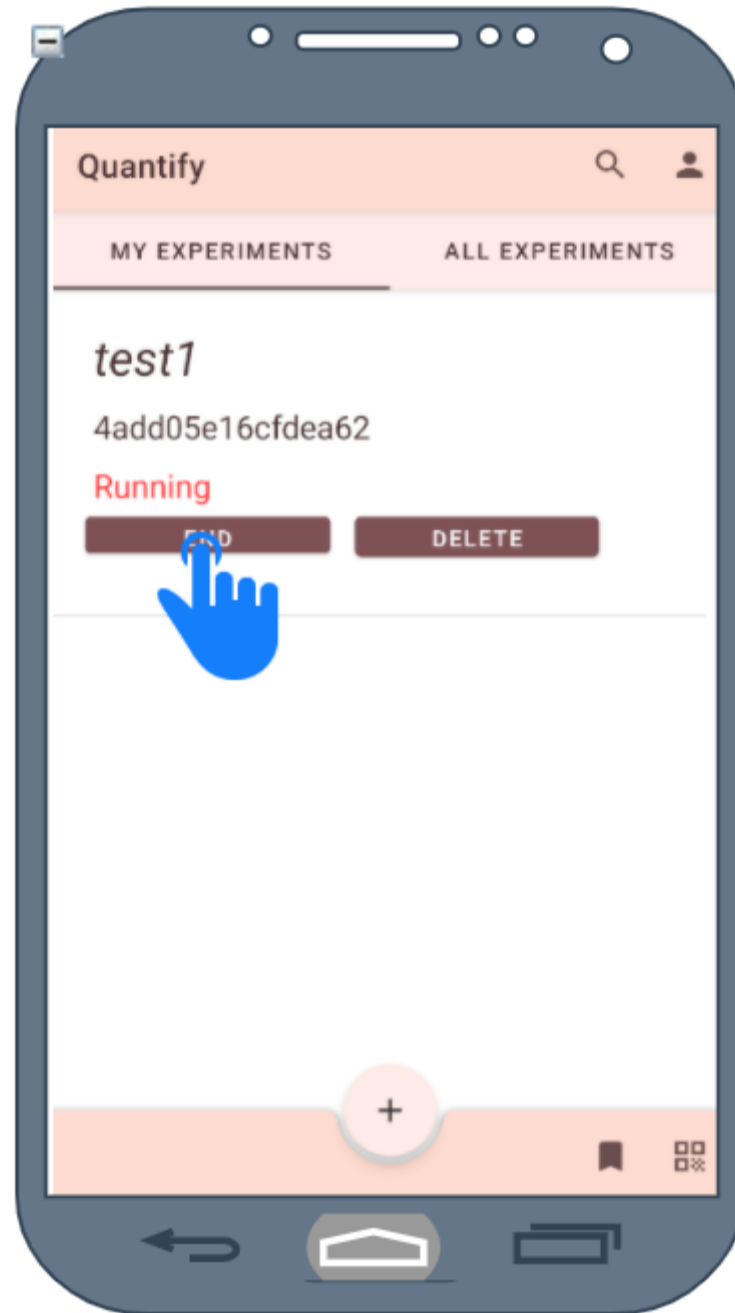 Quantify
MY EXPERIMENTS ALL EXPERIMENTS
test1
4add05e16cfdea62
Running
END DELETE